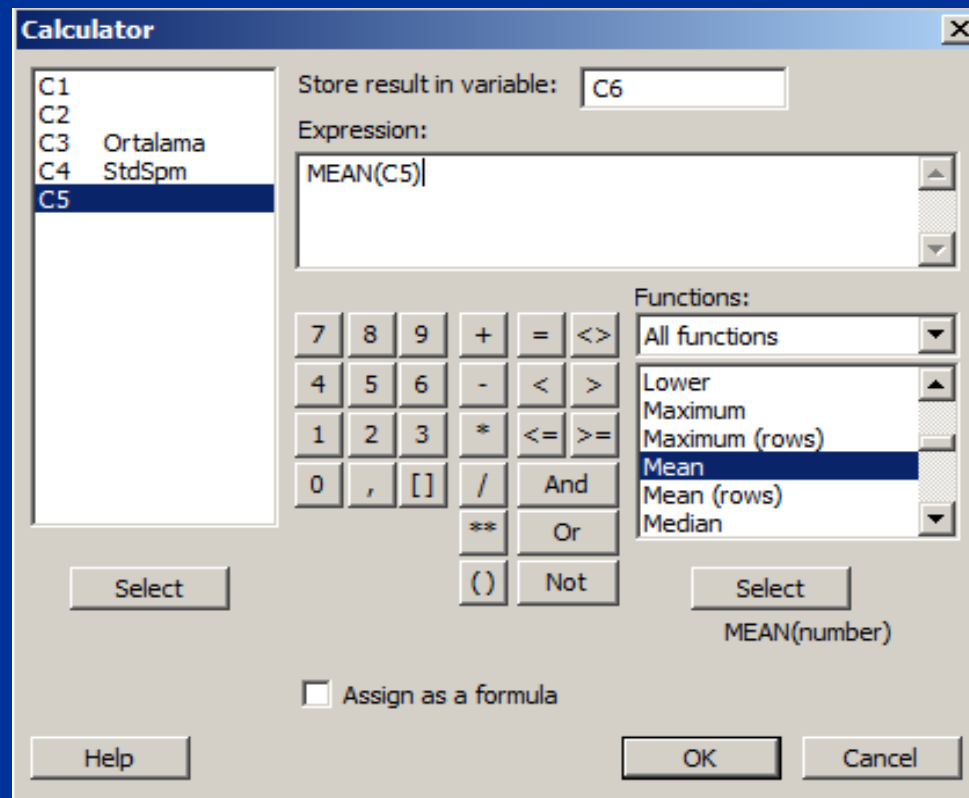 Calculator
C1
C2
C3 Ortalama
C4 StdSpm
C5
Store result in variable: C6
Expression:
MEAN(C5)
Functions:
All functions
7 8 9 + = <>
4 5 6 - < >
1 2 3 * <= >=
0 , [] / And
** Or
() Not
Lower
Maximum
Maximum (rows)
Mean
Mean (rows)
Median
Select
Select
MEAN(number)
Assign as a formula
Help
OK
Cancel